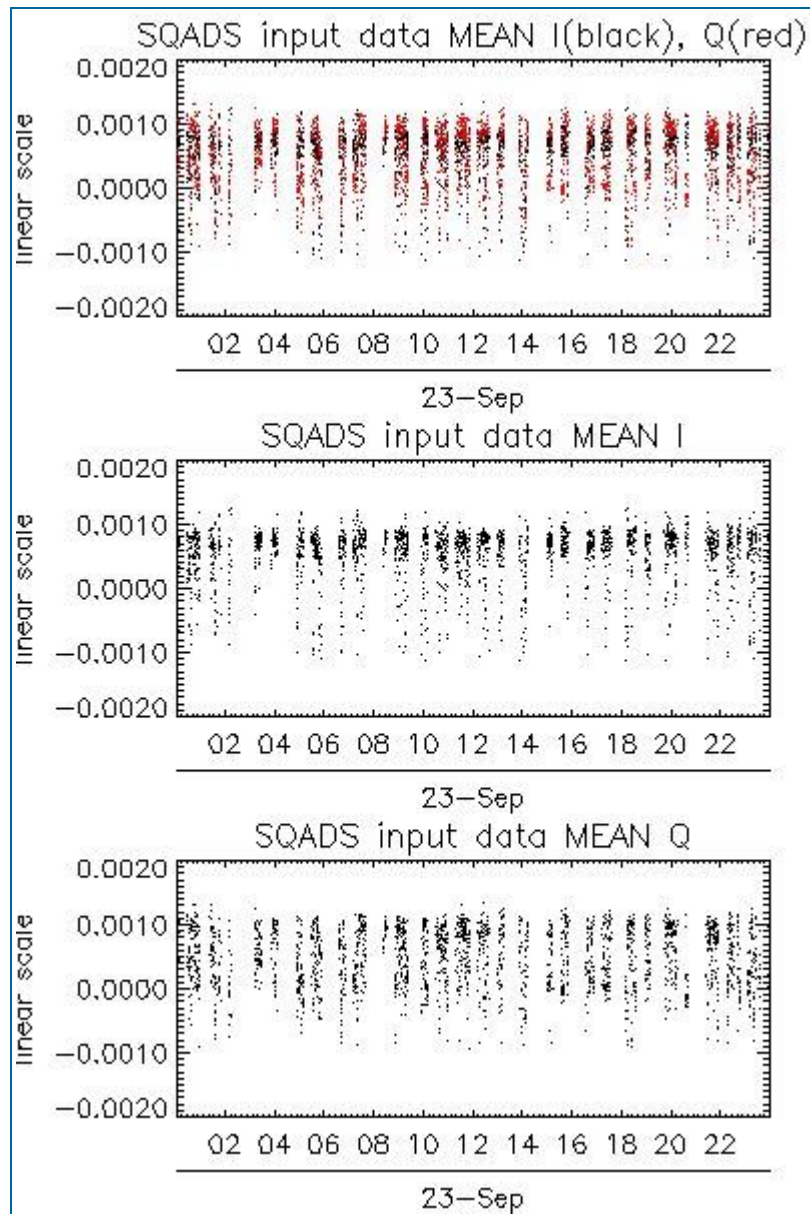 SQADS input data MEAN I(black), Q(red)
0.0020
0.0010
0.0000
−0.0010
−0.0020
linear scale
02 04 06 08 10 12 14 16 18 20 22
23−Sep
SQADS input data MEAN I
0.0020
0.0010
0.0000
−0.0010
−0.0020
linear scale
02 04 06 08 10 12 14 16 18 20 22
23−Sep
SQADS input data MEAN Q
0.0020
0.0010
0.0000
−0.0010
−0.0020
linear scale
02 04 06 08 10 12 14 16 18 20 22
23−Sep